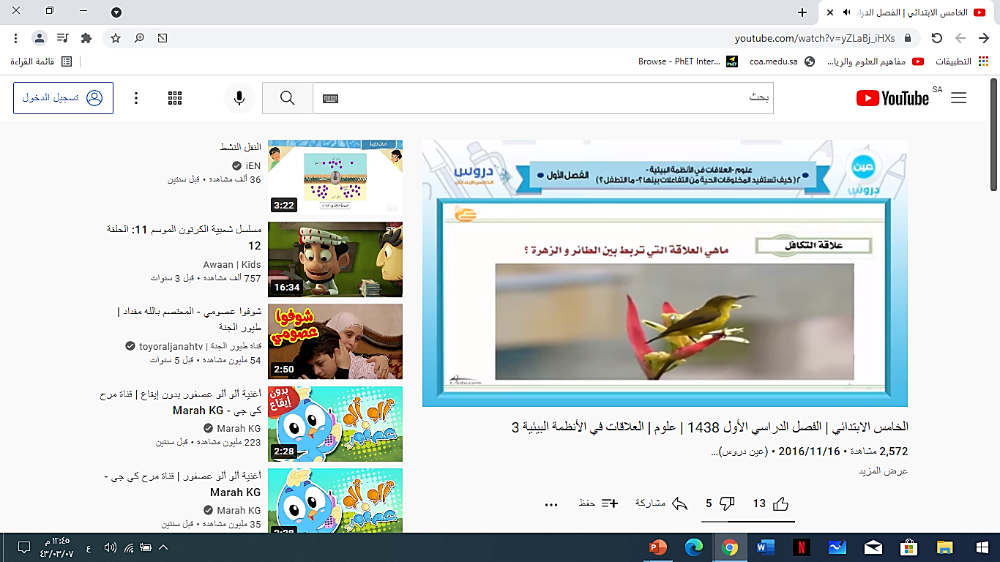 الخامس الابتدائي | الفصل الدرا
youtube.com/watch?v=yZLaBj_iHXs
التطبيقات
مفاهيم العلوم والريا...
coa.medu.sa
Browse - PhET Inter...
قائمة القراءة
YouTube SA
بحث
تسجيل الدخول
دروس
عين
دروس
علوم -العلاقات في الأنظمة البيئية -
٢( كيف تستفيد المخلوقات الحية من التفاعلات بينها ؟- ما التطفل ؟)
الفصل الأول
علاقة التكافل
ماهي العلاقة التي تربط بين الطائر و الزهرة ؟
الخامس الابتدائي | الفصل الدراسي الأول 1438 | علوم | العلاقات في الأنظمة البيئية 3
2,572 مشاهدة • 2016/11/16 • (عين دروس)...
عرض المزيد
13
5
مشاركة
حفظ
النقل النشط
3:22
النقل النشط
iEN
36 ألف مشاهدة • قبل سنتين
16:34
مسلسل شعبية الكرتون الموسم 11: الحلقة
12
Awaan | Kids
757 ألف مشاهدة • قبل 3 سنوات
شوفوا
عصومي
2:50
شوفوا عصومي - المعتصم بالله مقداد |
طيور الجنة
قناة طيور الجنة | toyoraljanahtv
54 مليون مشاهدة • قبل 5 سنوات
بدون
إيقاع
ألو ألو
عصفور
2:28
أغنية ألو ألو عصفور بدون إيقاع | قناة مرح
كي جي - Marah KG
Marah KG
223 مليون مشاهدة • قبل سنتين
ألو ألو
عصفور
أغنية ألو ألو عصفور | قناة مرح كي جي -
Marah KG
Marah KG
35 مليون مشاهدة • قبل سنتين
ع
١٢:٤٥ م
٤٣/٠٣/٠٧